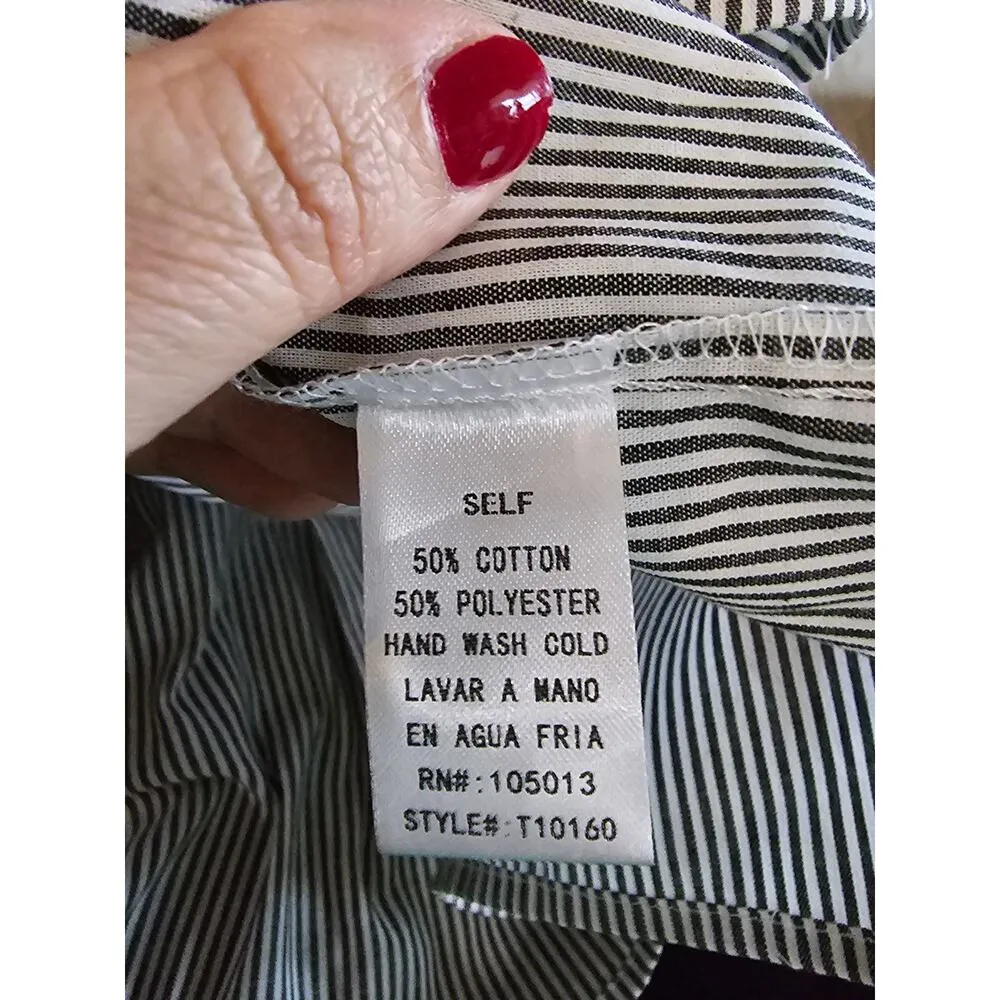 SELF
50% COTTON
50% POLYESTER
HAND WASH COLD
LAVAR A MANO
EN AGUA FRIA
RN#:105013
STYLE#:T10160